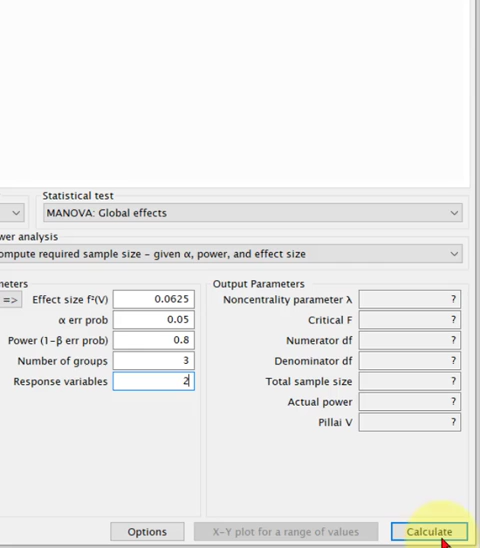 Statistical test
MANOVA: Global effects
wer analysis
ompute required sample size – given α, power, and effect size
meters
Output Parameters
=> Effect size f²(V) 0.0625 Noncentrality parameter λ ?
α err prob 0.05 Critical F ?
Power (1-β err prob) 0.8 Numerator df ?
Number of groups 3 Denominator df ?
Response variables 2 Total sample size ?
Actual power ?
Pillai V ?
Options X-Y plot for a range of values Calculate